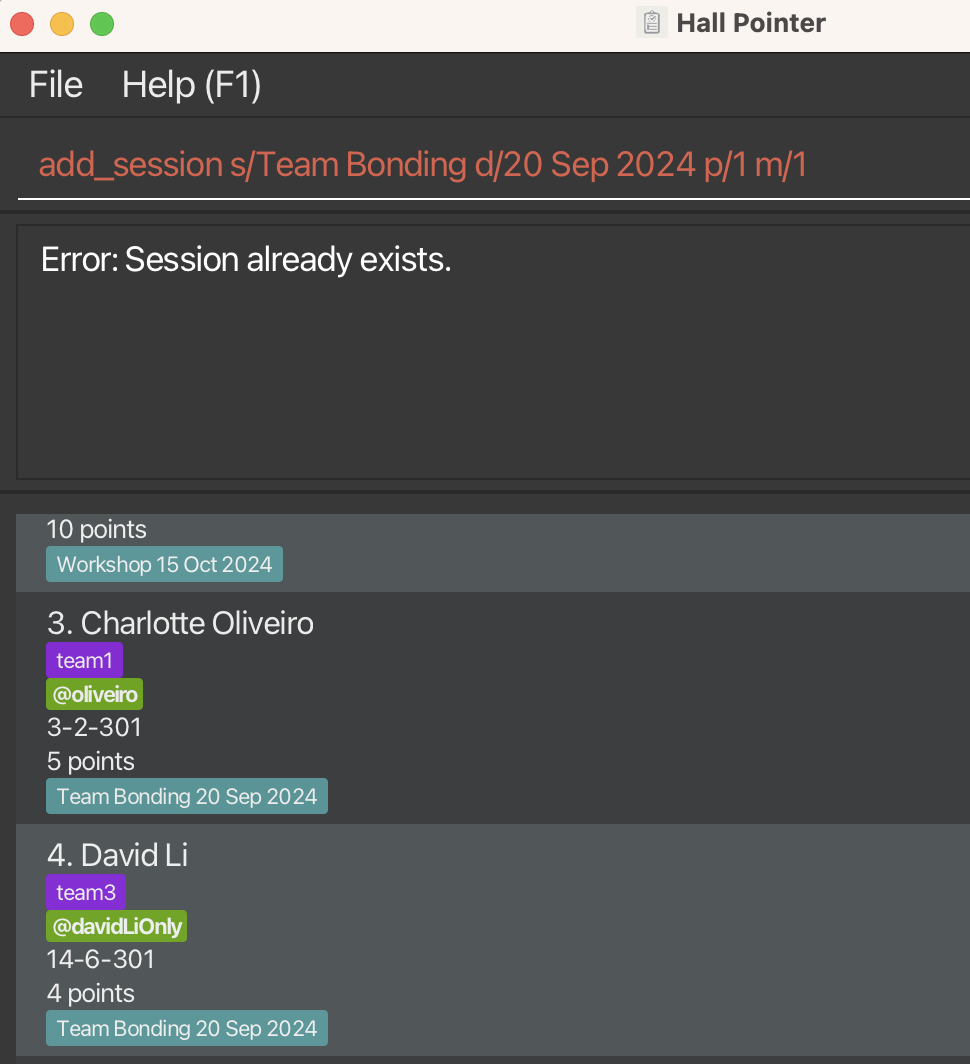 Hall Pointer
File Help (F1)
add_session s/Team Bonding d/20 Sep 2024 p/1 m/1
Error: Session already exists.
10 points
Workshop 15 Oct 2024
3. Charlotte Oliveiro
team1
@oliveiro
3-2-301
5 points
Team Bonding 20 Sep 2024
4. David Li
team3
@davidLiOnly
14-6-301
4 points
Team Bonding 20 Sep 2024